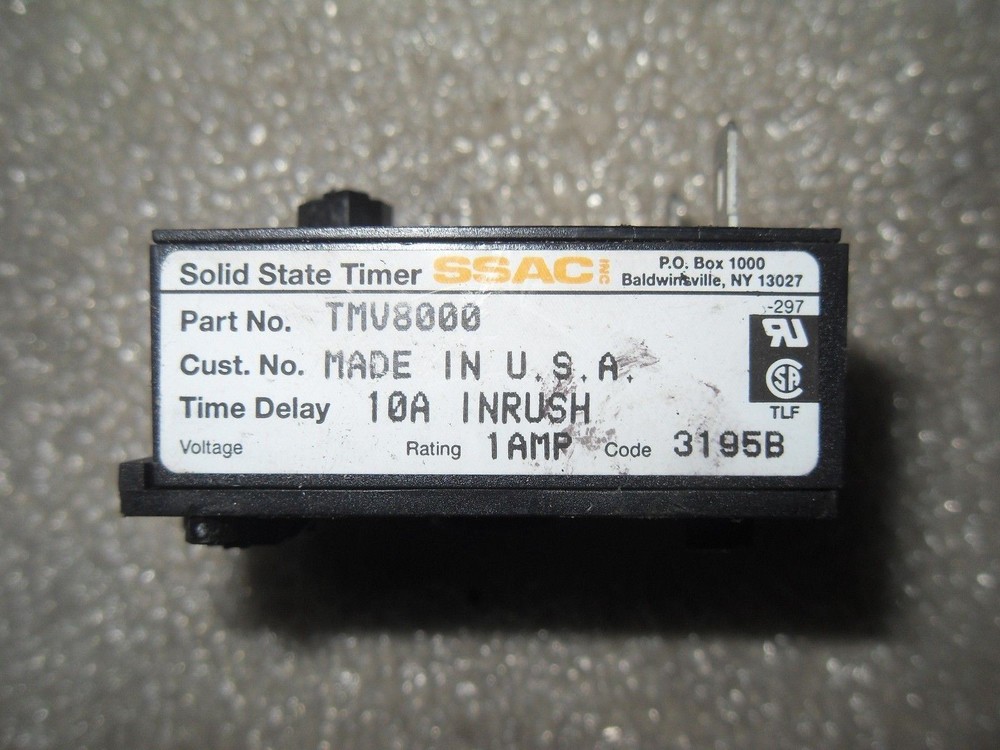 Solid State Timer SSAC INC P.O. Box 1000
Baldwinsville, NY 13027
Part No. TMV8000 -297
Cust. No. MADE IN U.S.A.
Time Delay 10A INRUSH TLF
Voltage Rating 1AMP Code 3195B